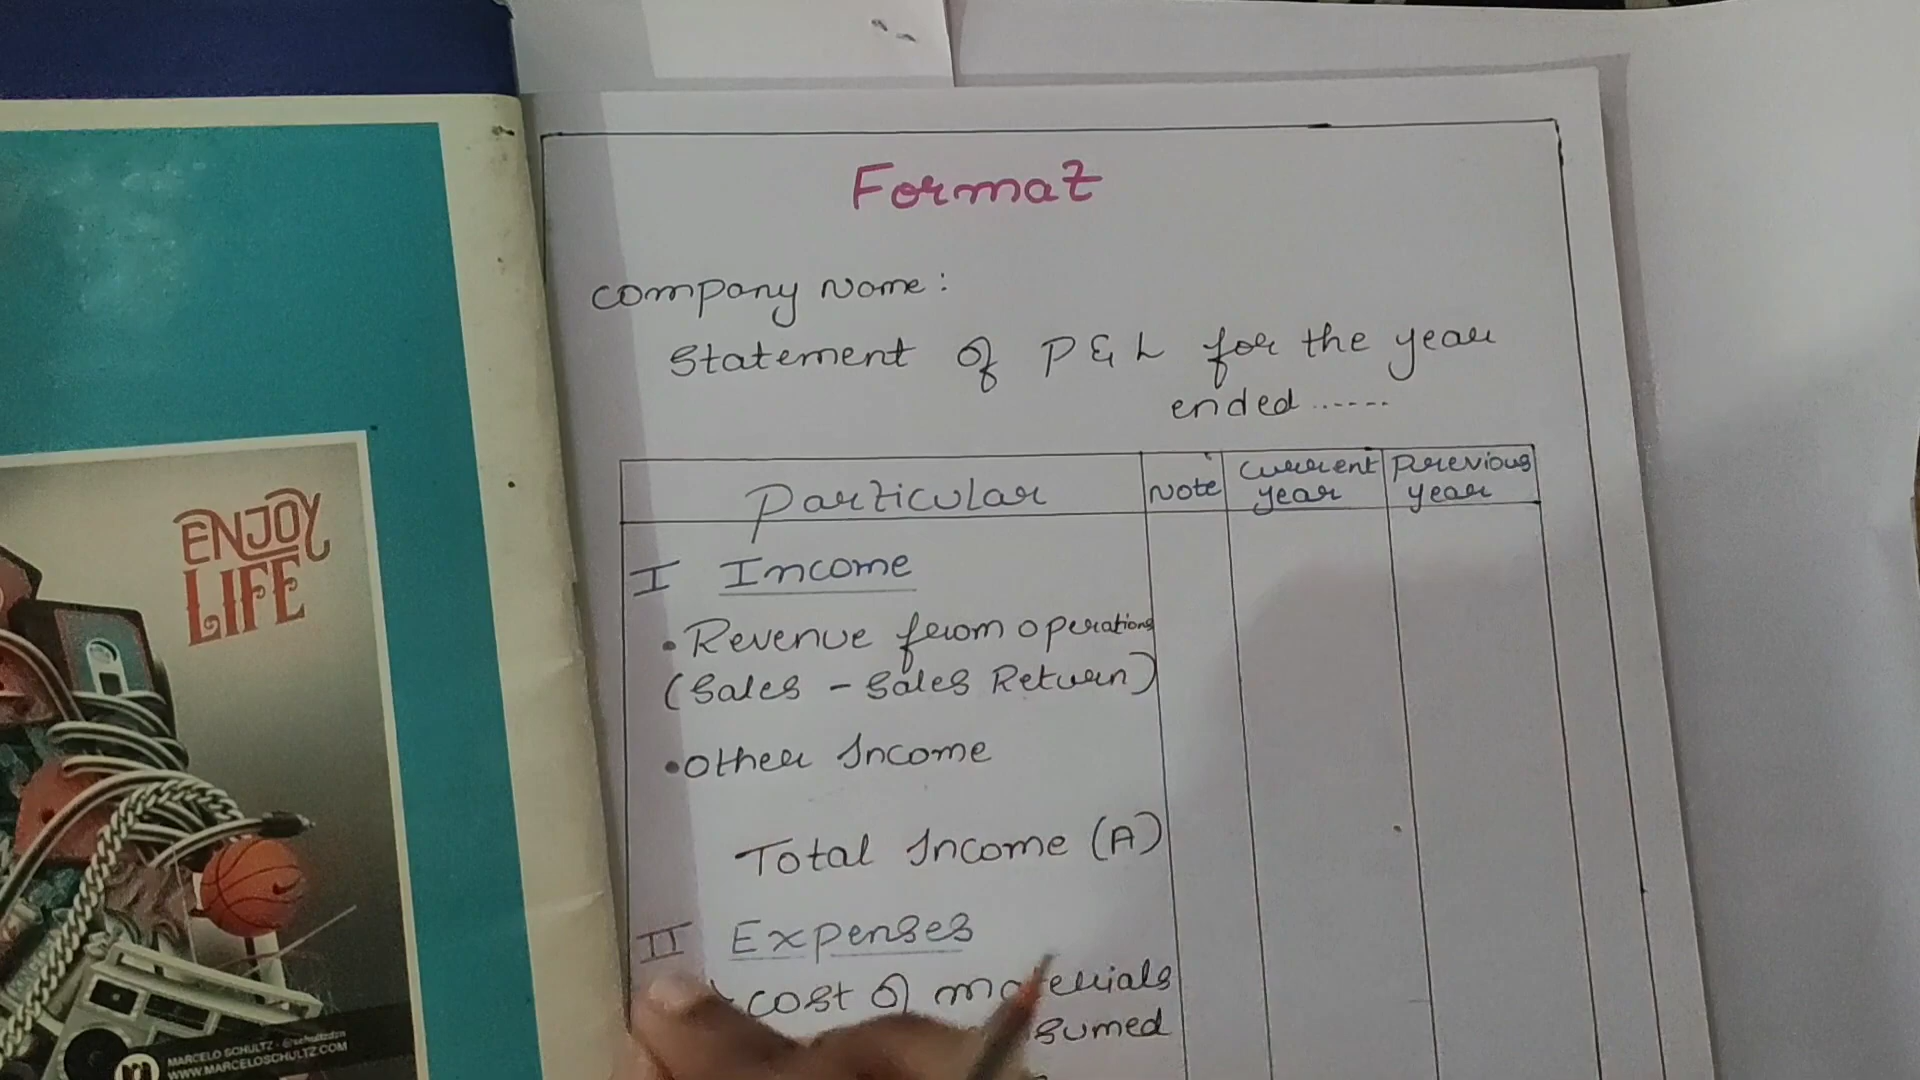 Format
Company Name:
Statement of P & L for the year
ended ......
Particular
Note
Current year
Previous year
I Income
• Revenue from operations
(Sales - Sales Return)
• Other Income
Total Income (A)
II Expenses
Cost of materials
sumed
ENJOY
LIFE
MARCELO SCHULTZ
WWW.MARCELOSCHULTZ.COM